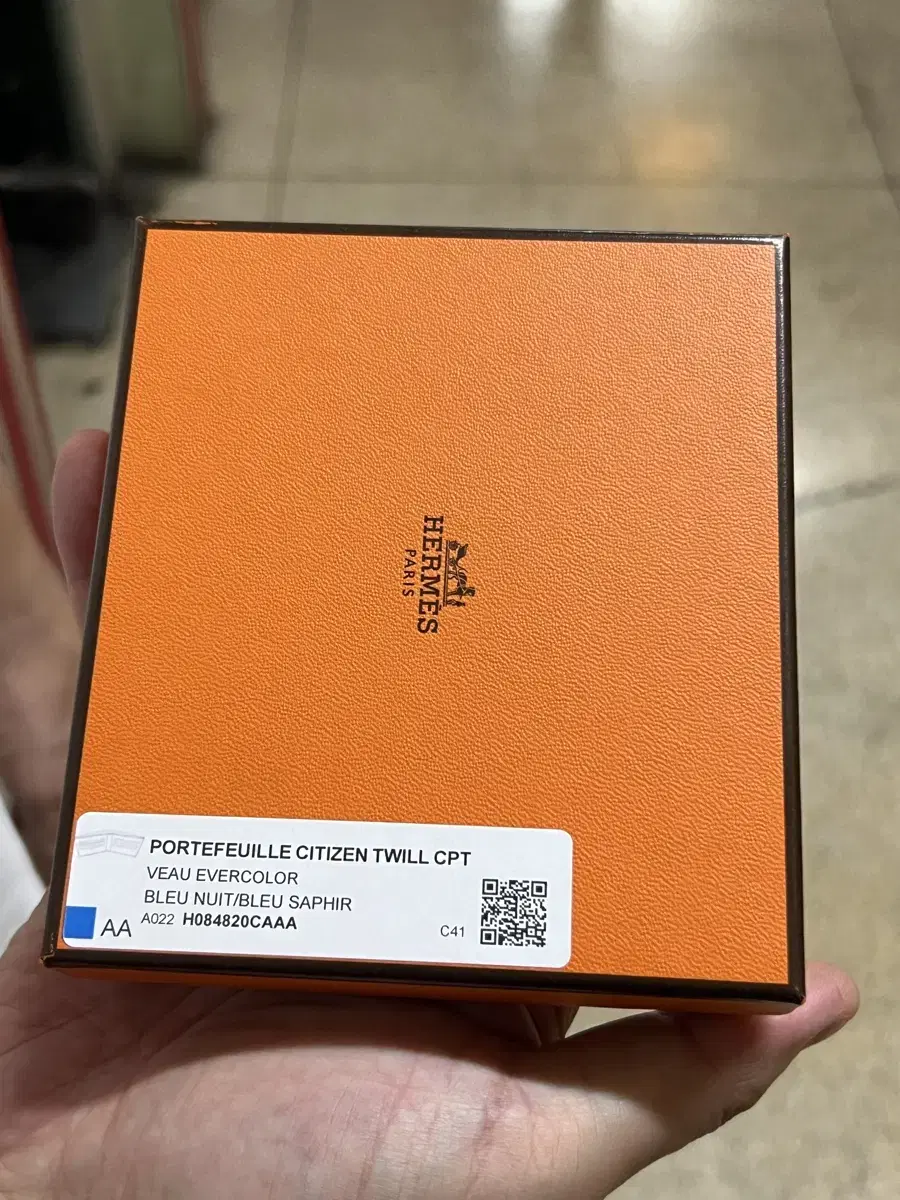 HERMÈS
PARIS
PORTEFEUILLE CITIZEN TWILL CPT
VEAU EVERCOLOR
BLEU NUIT/BLEU SAPHIR
AA A022 H084820CAAA
C41